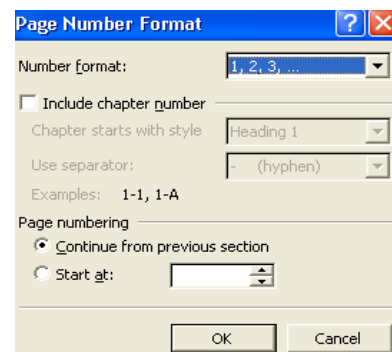 Page Number Format
Number format: 1, 2, 3, ...
Include chapter number
Chapter starts with style Heading 1
Use separator: - (hyphen)
Examples: 1-1, 1-A
Page numbering
Continue from previous section
Start at:
OK Cancel